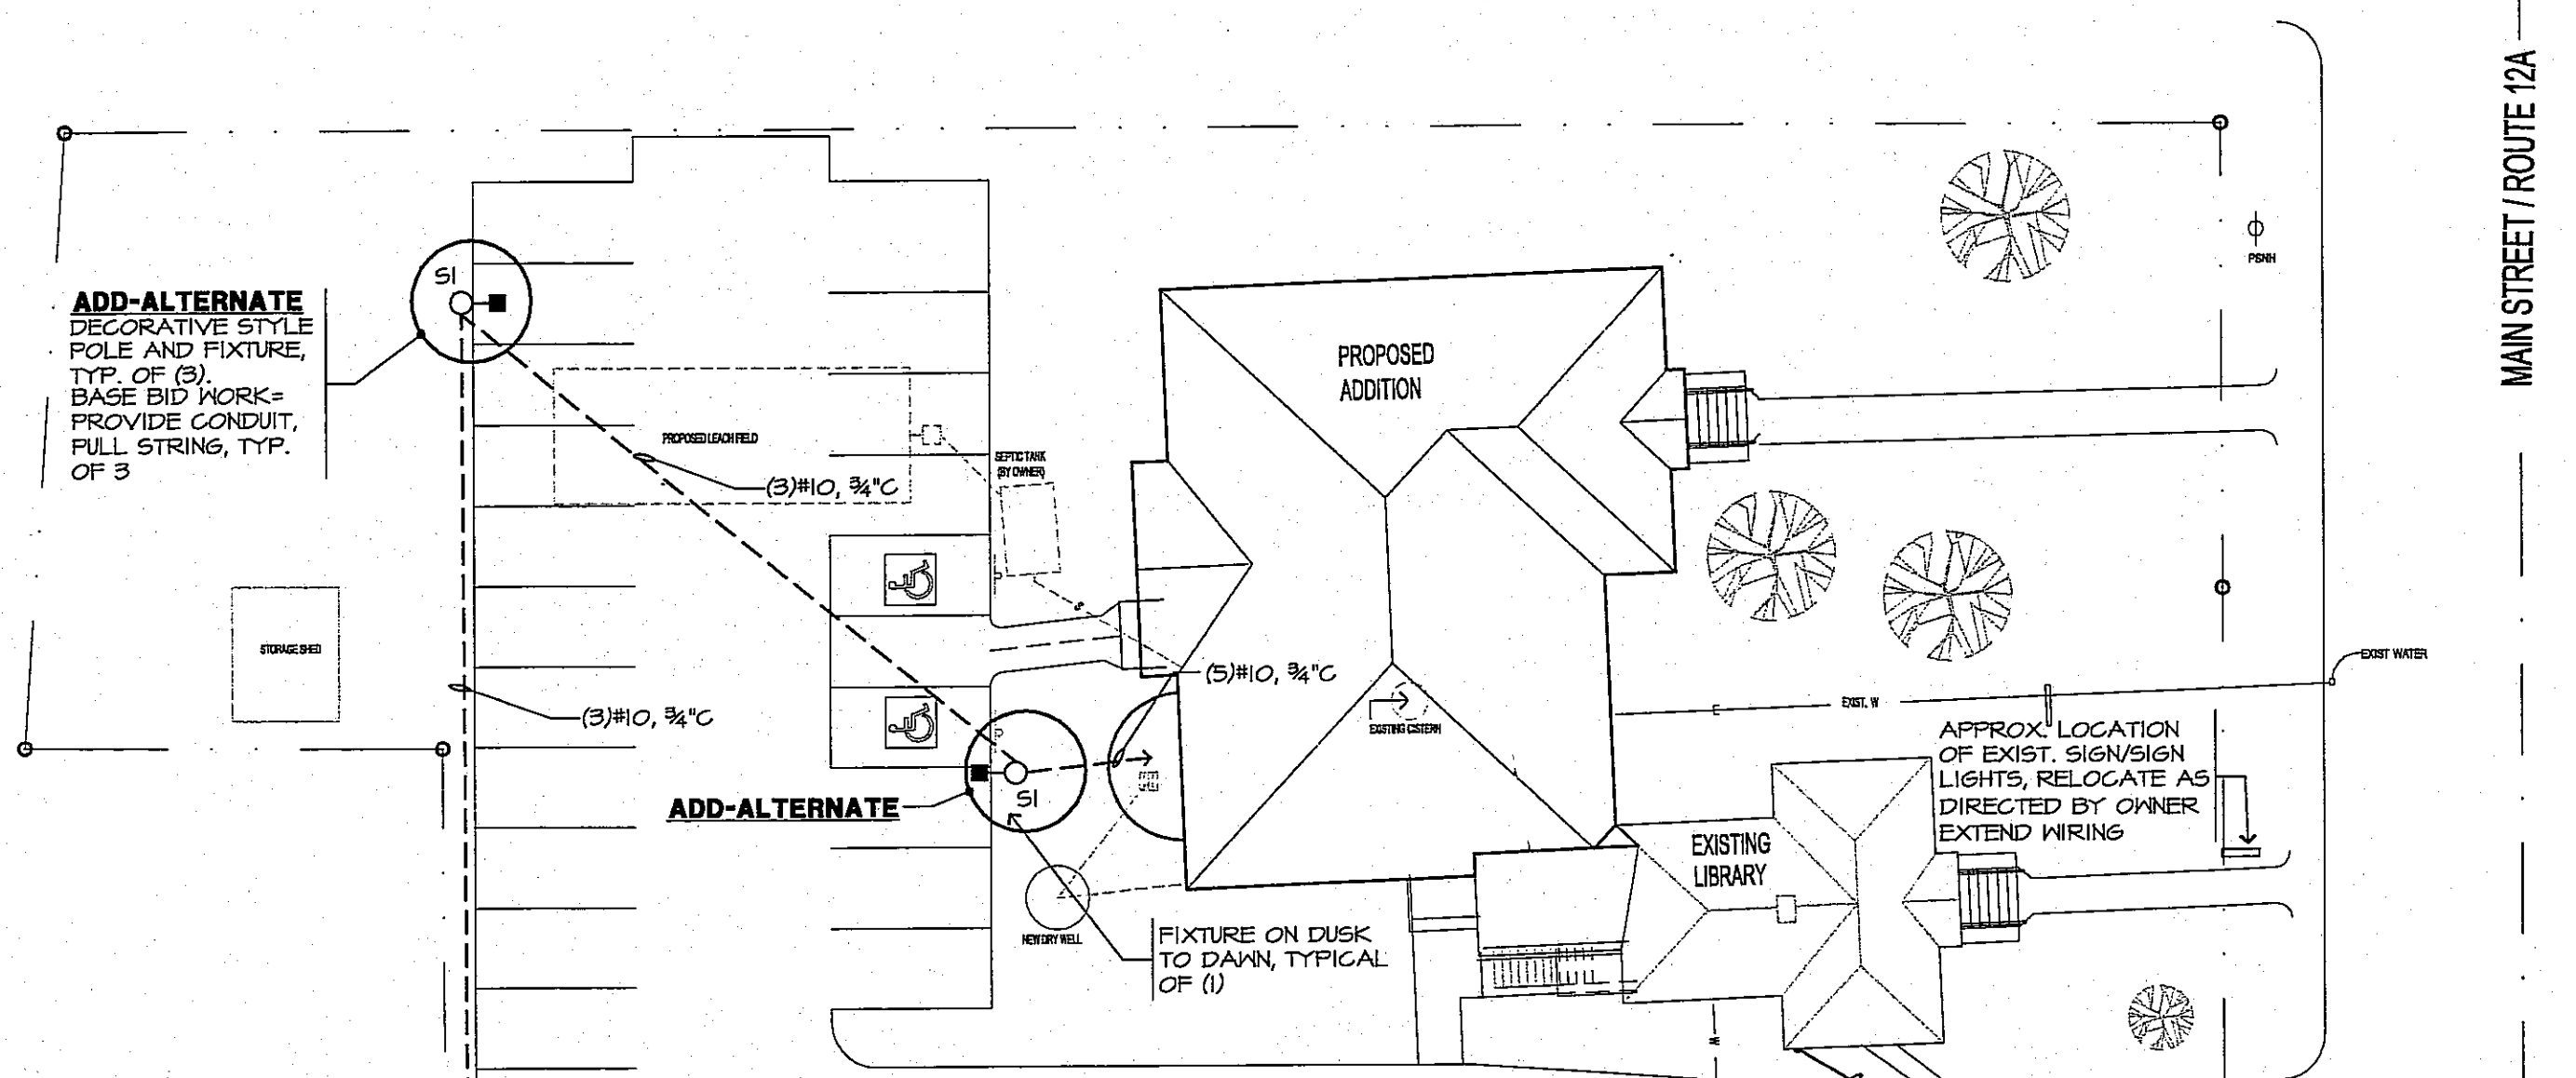 MAIN STREET / ROUTE 12A
PSNH
S1
ADD-ALTERNATE
DECORATIVE STYLE
POLE AND FIXTURE,
TYP. OF (3).
BASE BID WORK=
PROVIDE CONDUIT,
PULL STRING, TYP.
OF 3
PROPOSED
ADDITION
PROPOSED LEACH FIELD
SEPTIC TANK
(BY OWNER)
(3)#10, 3/4"C
STORAGE SHED
(5)#10, 3/4"C
EXIST WATER
EXIST. W
(3)#10, 3/4"C
EXISTING CISTERN
APPROX. LOCATION
OF EXIST. SIGN/SIGN
LIGHTS, RELOCATE AS
DIRECTED BY OWNER
EXTEND WIRING
S1
ADD-ALTERNATE
EXISTING
LIBRARY
NEW DRY WELL
FIXTURE ON DUSK
TO DAWN, TYPICAL
OF (1)
W